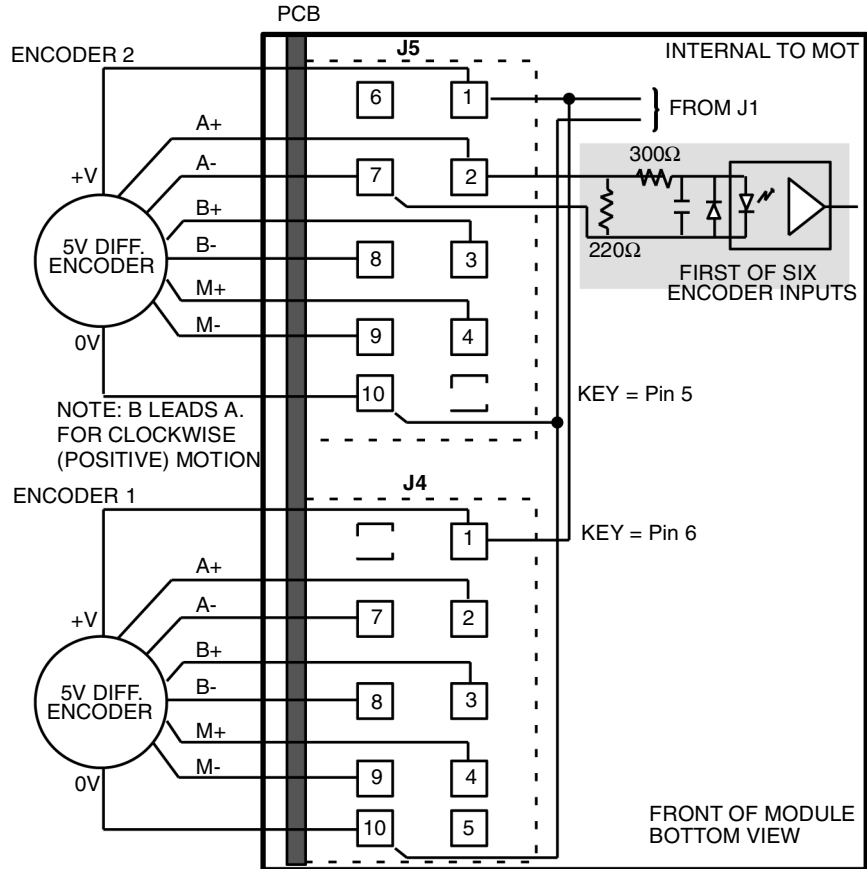 PCB
ENCODER 2
J5
INTERNAL TO MOT
6
1
FROM J1
A+
A-
+V
7
2
300Ω
B+
5V DIFF.
ENCODER
B-
8
3
220Ω
FIRST OF SIX
ENCODER INPUTS
M+
M-
0V
9
4
10
KEY = Pin 5
NOTE: B LEADS A.
FOR CLOCKWISE
(POSITIVE) MOTION
J4
ENCODER 1
1
KEY = Pin 6
A+
A-
+V
7
2
B+
5V DIFF.
ENCODER
B-
8
3
M+
M-
0V
9
4
10
5
FRONT OF MODULE
BOTTOM VIEW